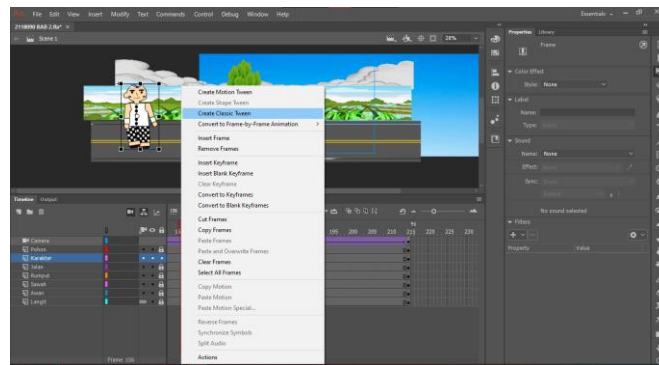 File Edit View Insert Modify Text Commands Control Debug Window Help
Essentials
2118090 BAB 2.fla*
Scene 1
28%
Properties Library
Frame
Color Effect
Style: None
Label
Name:
Type:
Sound
Name: None
Effect:
Sync:
No sound selected
Filters
Property Value
Create Motion Tween
Create Shape Tween
Create Classic Tween
Convert to Frame-by-Frame Animation
Insert Frame
Remove Frames
Insert Keyframe
Insert Blank Keyframe
Clear Keyframe
Convert to Keyframes
Convert to Blank Keyframes
Cut Frames
Copy Frames
Paste Frames
Paste and Overwrite Frames
Clear Frames
Select All Frames
Copy Motion
Paste Motion
Paste Motion Special...
Reverse Frames
Synchronize Symbols
Split Audio
Actions
Timeline Output
195 200 205 210 215 220 225 230
Camera
Pohon
Karakter
Jalan
Rumput
Sawah
Awan
Langit